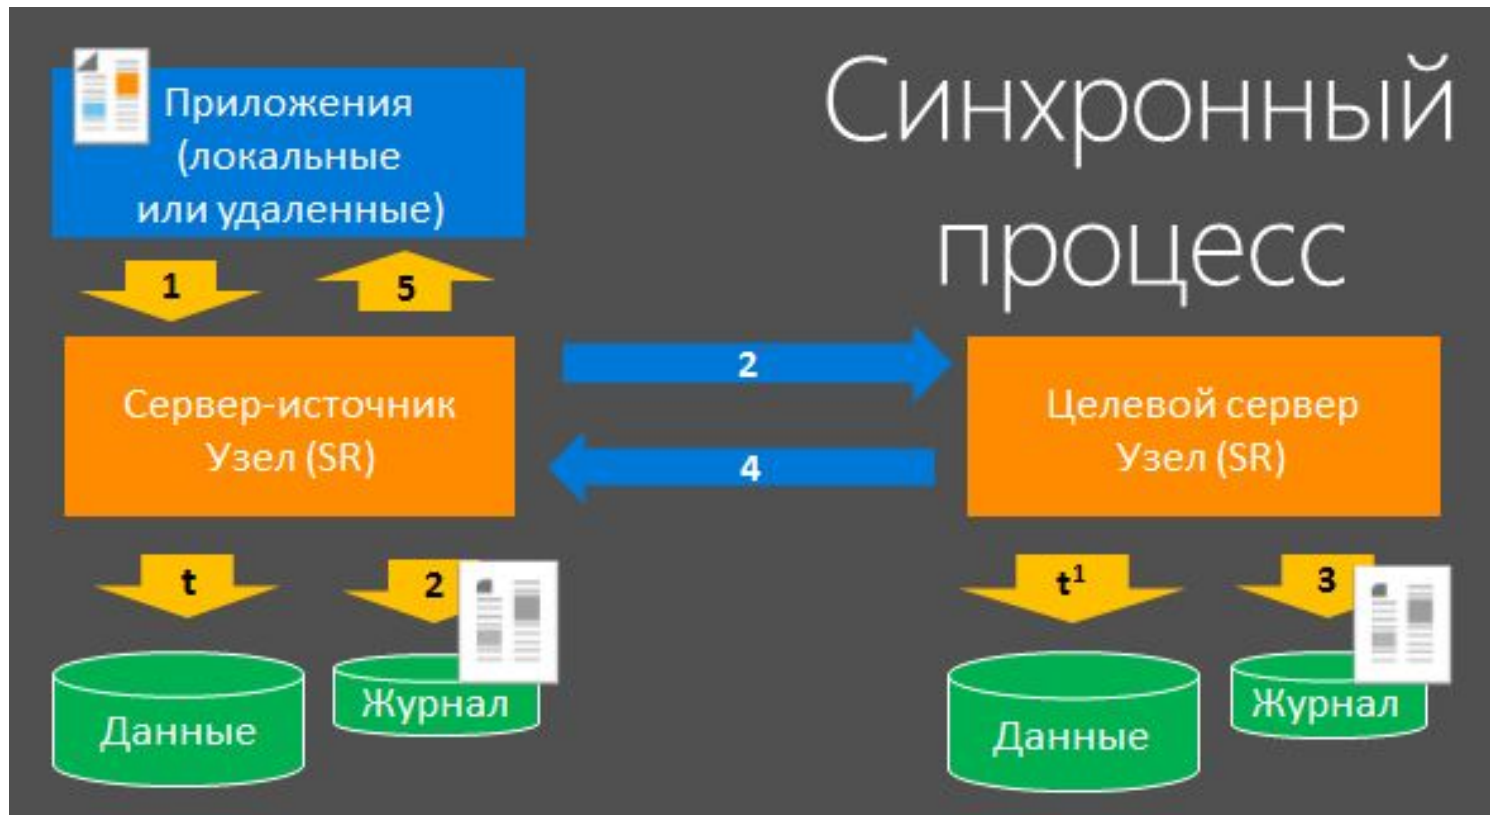 Синхронный
процесс
Приложения
(локальные
или удаленные)
1
5
Сервер-источник
Узел (SR)
2
4
Целевой сервер
Узел (SR)
t
2
t¹
3
Данные
Журнал
Данные
Журнал